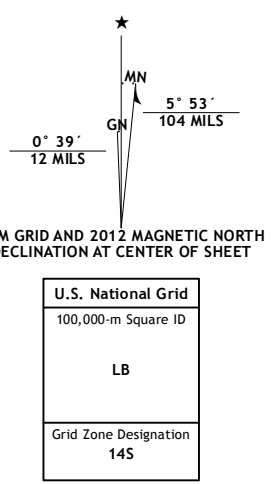 ★
MN
5° 53´
104 MILS
GN
0° 39´
12 MILS
M GRID AND 2012 MAGNETIC NORTH
ECLINATION AT CENTER OF SHEET
U.S. National Grid
100,000-m Square ID
LB
Grid Zone Designation
14S